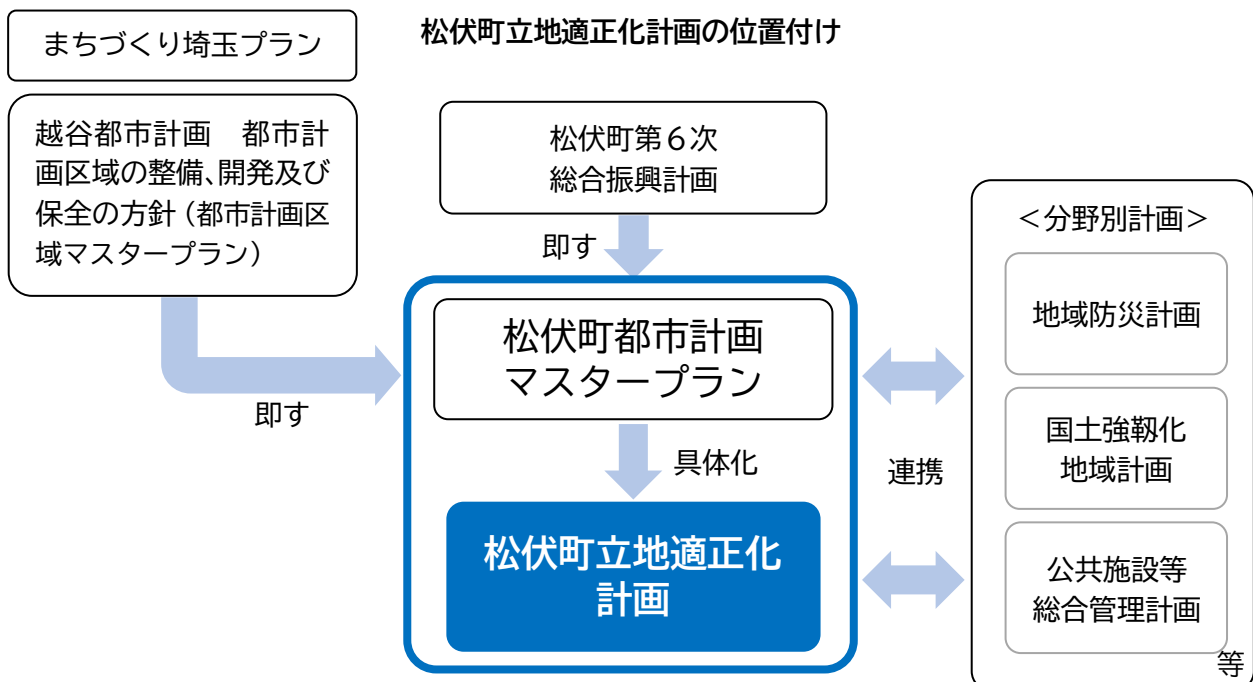 松伏町立地適正化計画の位置付け
まちづくり埼玉プラン
越谷都市計画　都市計
画区域の整備、開発及び
保全の方針（都市計画区
域マスタープラン）
松伏町第６次
総合振興計画
即す
即す
松伏町都市計画
マスタープラン
具体化
松伏町立地適正化
計画
連携
＜分野別計画＞
地域防災計画
国土強靱化
地域計画
公共施設等
総合管理計画
等